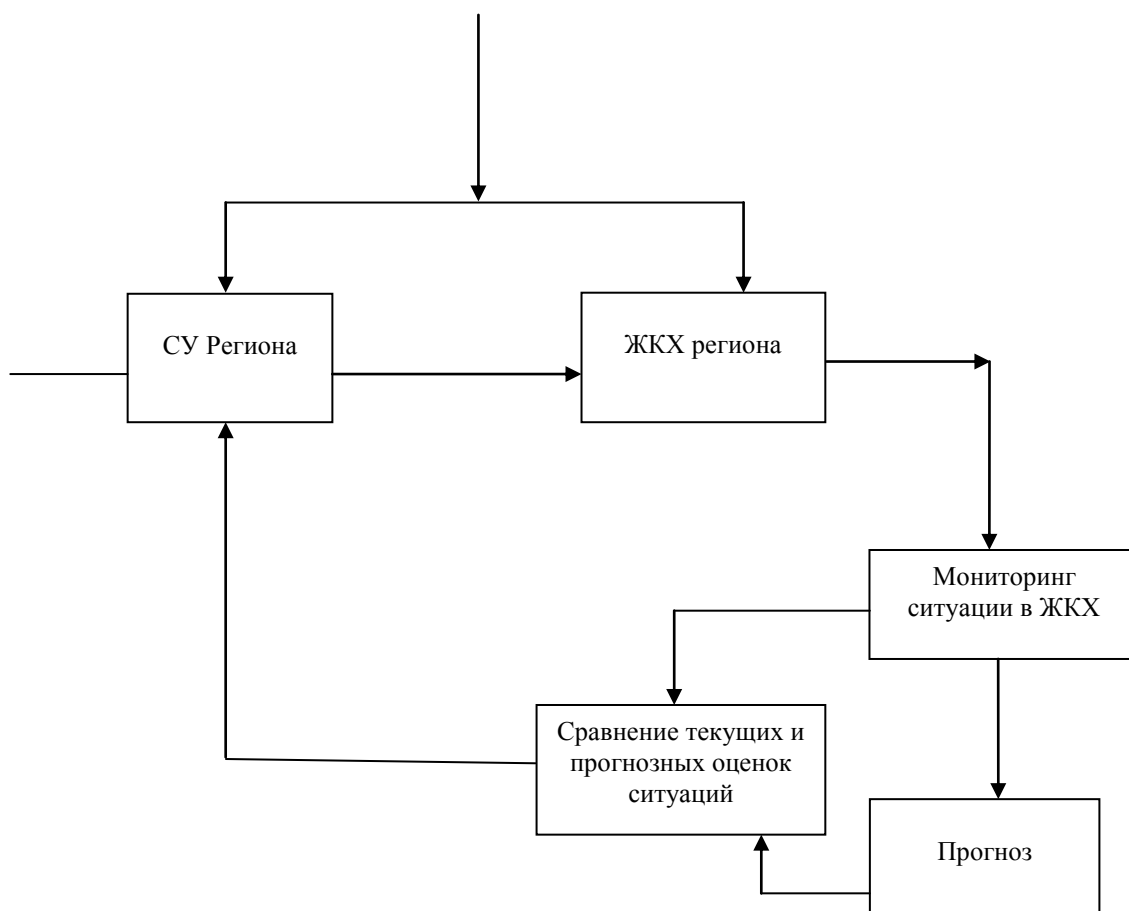 СУ Региона
ЖКХ региона
Мониторинг
ситуации в ЖКХ
Сравнение текущих и
прогнозных оценок
ситуаций
Прогноз